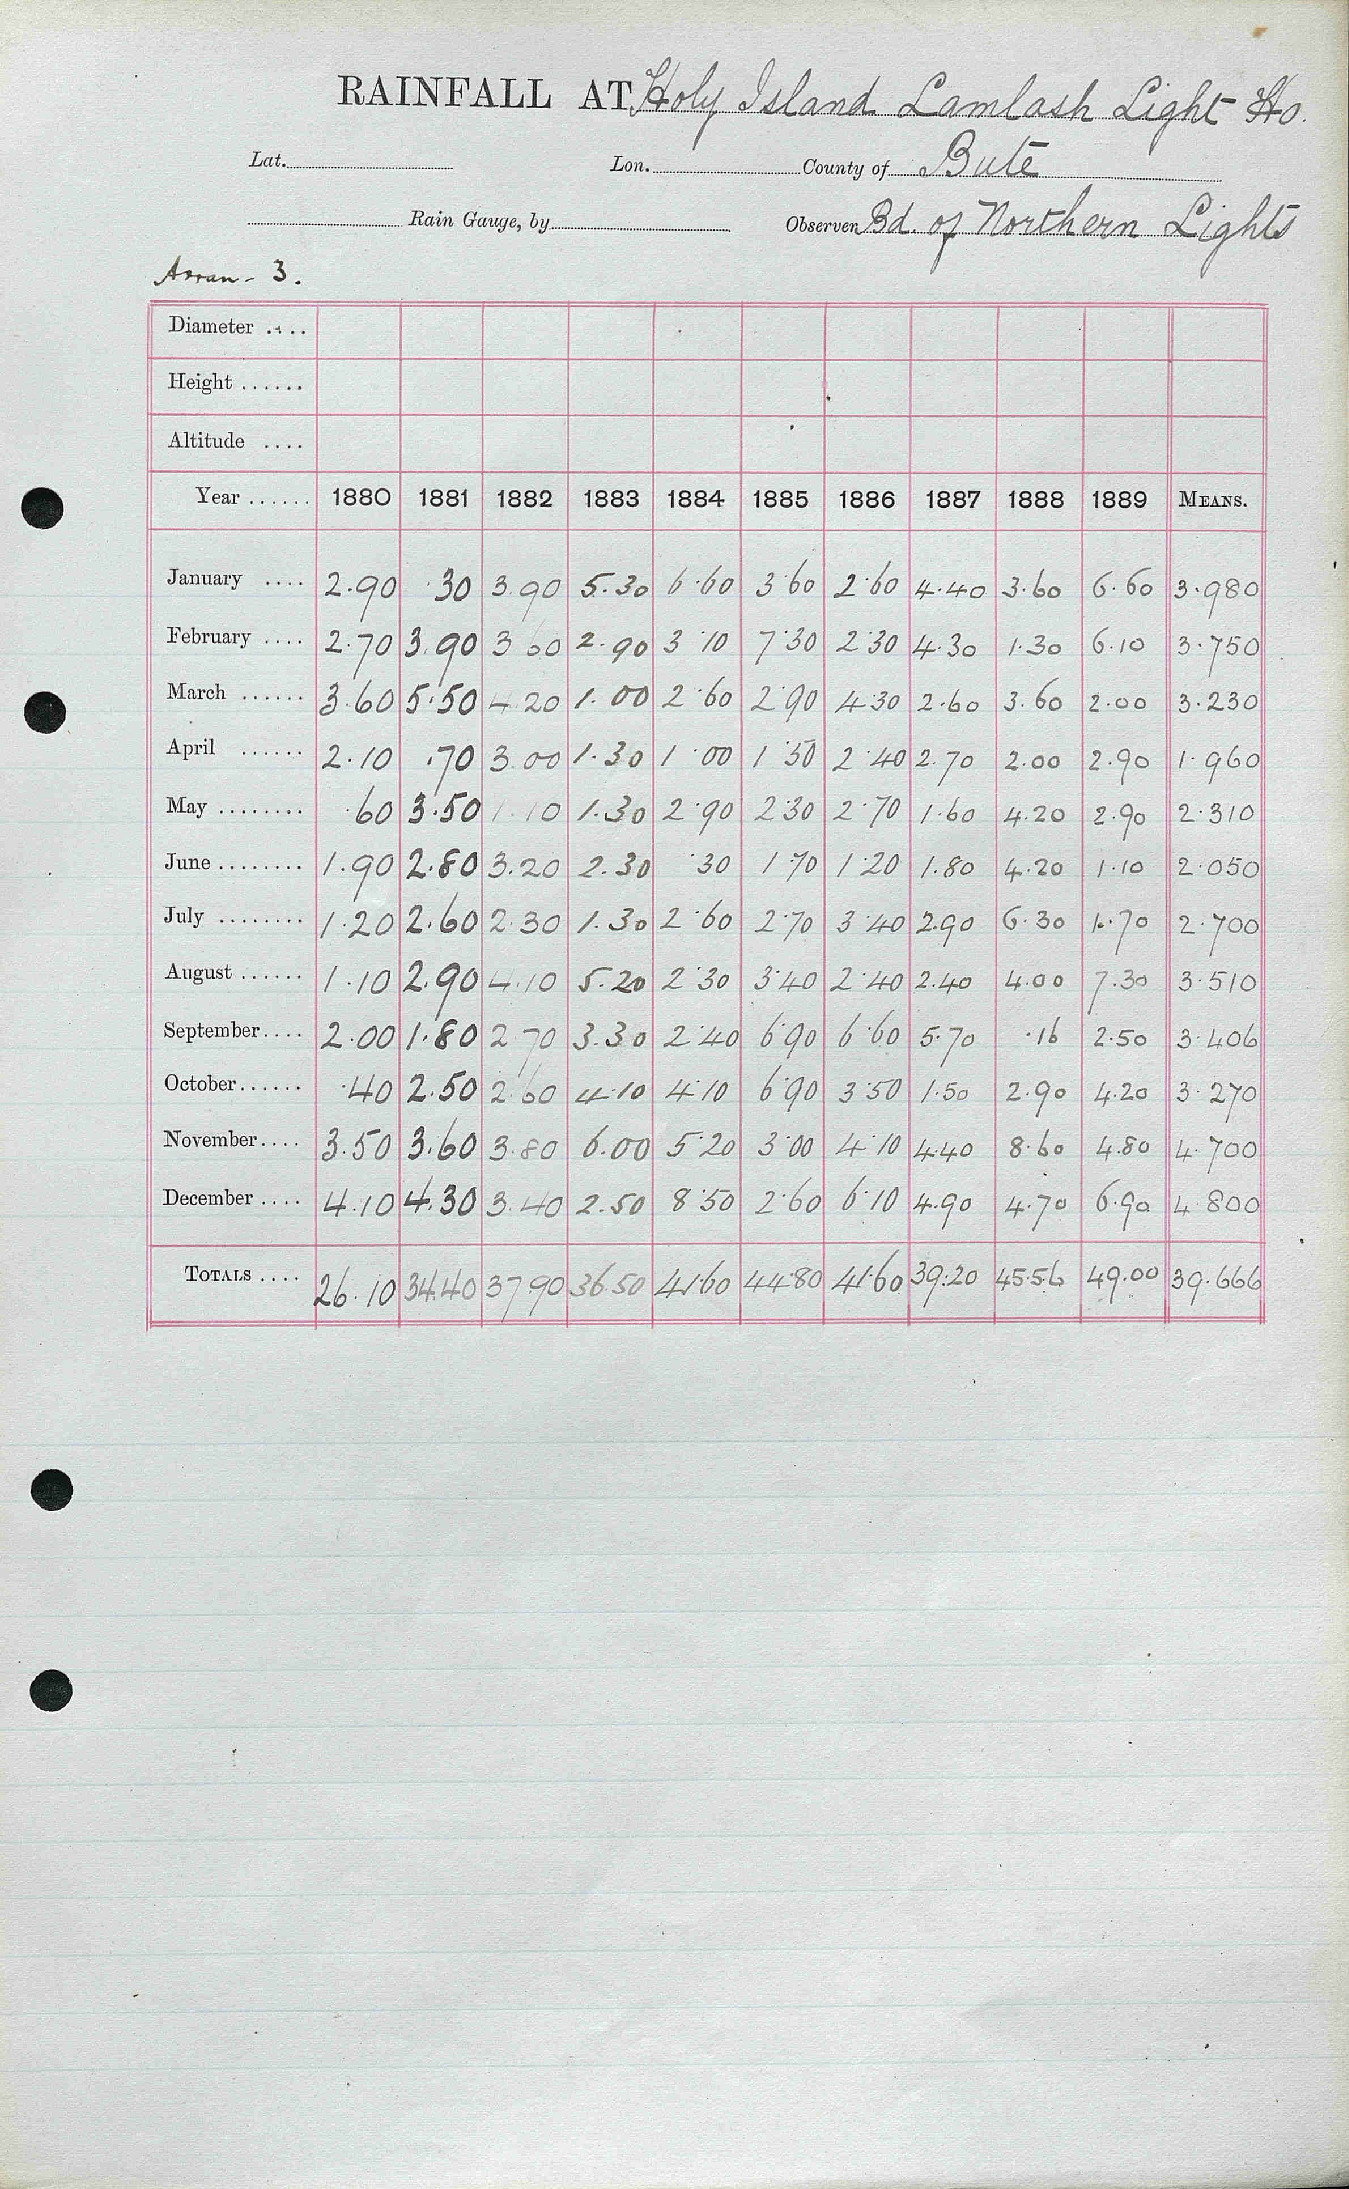 RAINFALL AT Holy Island Lamlash Light Ho.
Lat. Lon. County of Bute
Rain Gauge, by Observer Bd. of Northern Lights
Arran - 3.
Diameter ....
Height ......
Altitude ....
Year ...... 1880 1881 1882 1883 1884 1885 1886 1887 1888 1889 MEANS.
January .... 2.90 .30 3.90 5.30 6.60 3.60 2.60 4.40 3.60 6.60 3.980
February .... 2.70 3.90 3.60 2.90 3.10 7.30 2.30 4.30 1.30 6.10 3.750
March ...... 3.60 5.50 4.20 1.00 2.60 2.90 4.30 2.60 3.60 2.00 3.230
April ...... 2.10 .70 3.00 1.30 1.00 1.50 2.40 2.70 2.00 2.90 1.960
May ........ .60 3.50 1.10 1.30 2.90 2.30 2.70 1.60 4.20 2.90 2.310
June ........ 1.90 2.80 3.20 2.30 .30 1.70 1.20 1.80 4.20 1.10 2.050
July ........ 1.20 2.60 2.30 1.30 2.60 2.70 3.40 2.90 6.30 1.70 2.700
August ...... 1.10 2.90 4.10 5.20 2.30 3.40 2.40 2.40 4.00 7.30 3.510
September .... 2.00 1.80 2.70 3.30 2.40 6.90 6.60 5.70 .16 2.50 3.406
October ...... .40 2.50 2.60 4.10 4.10 6.90 3.50 1.50 2.90 4.20 3.270
November .... 3.50 3.60 3.80 6.00 5.20 3.00 4.10 4.40 8.60 4.80 4.700
December .... 4.10 4.30 3.40 2.50 8.50 2.60 6.10 4.90 4.70 6.90 4.800
TOTALS .... 26.10 34.40 37.90 36.50 41.60 44.80 41.60 39.20 45.56 49.00 39.666